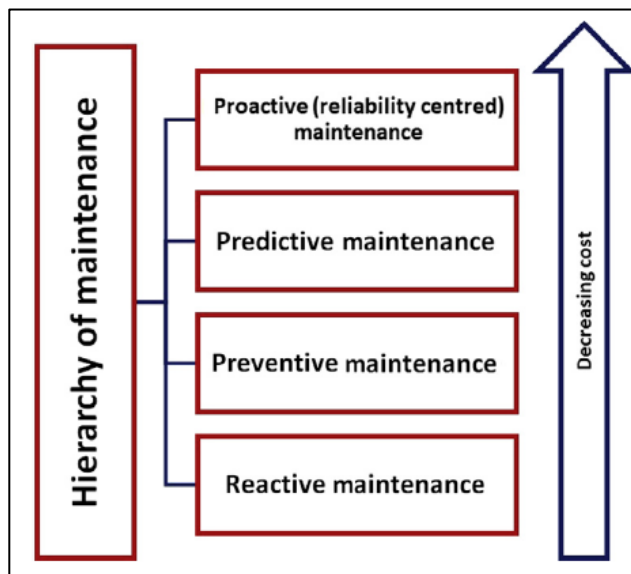 Hierarchy of maintenance
Proactive (reliability centred)
maintenance
Predictive maintenance
Preventive maintenance
Reactive maintenance
Decreasing cost